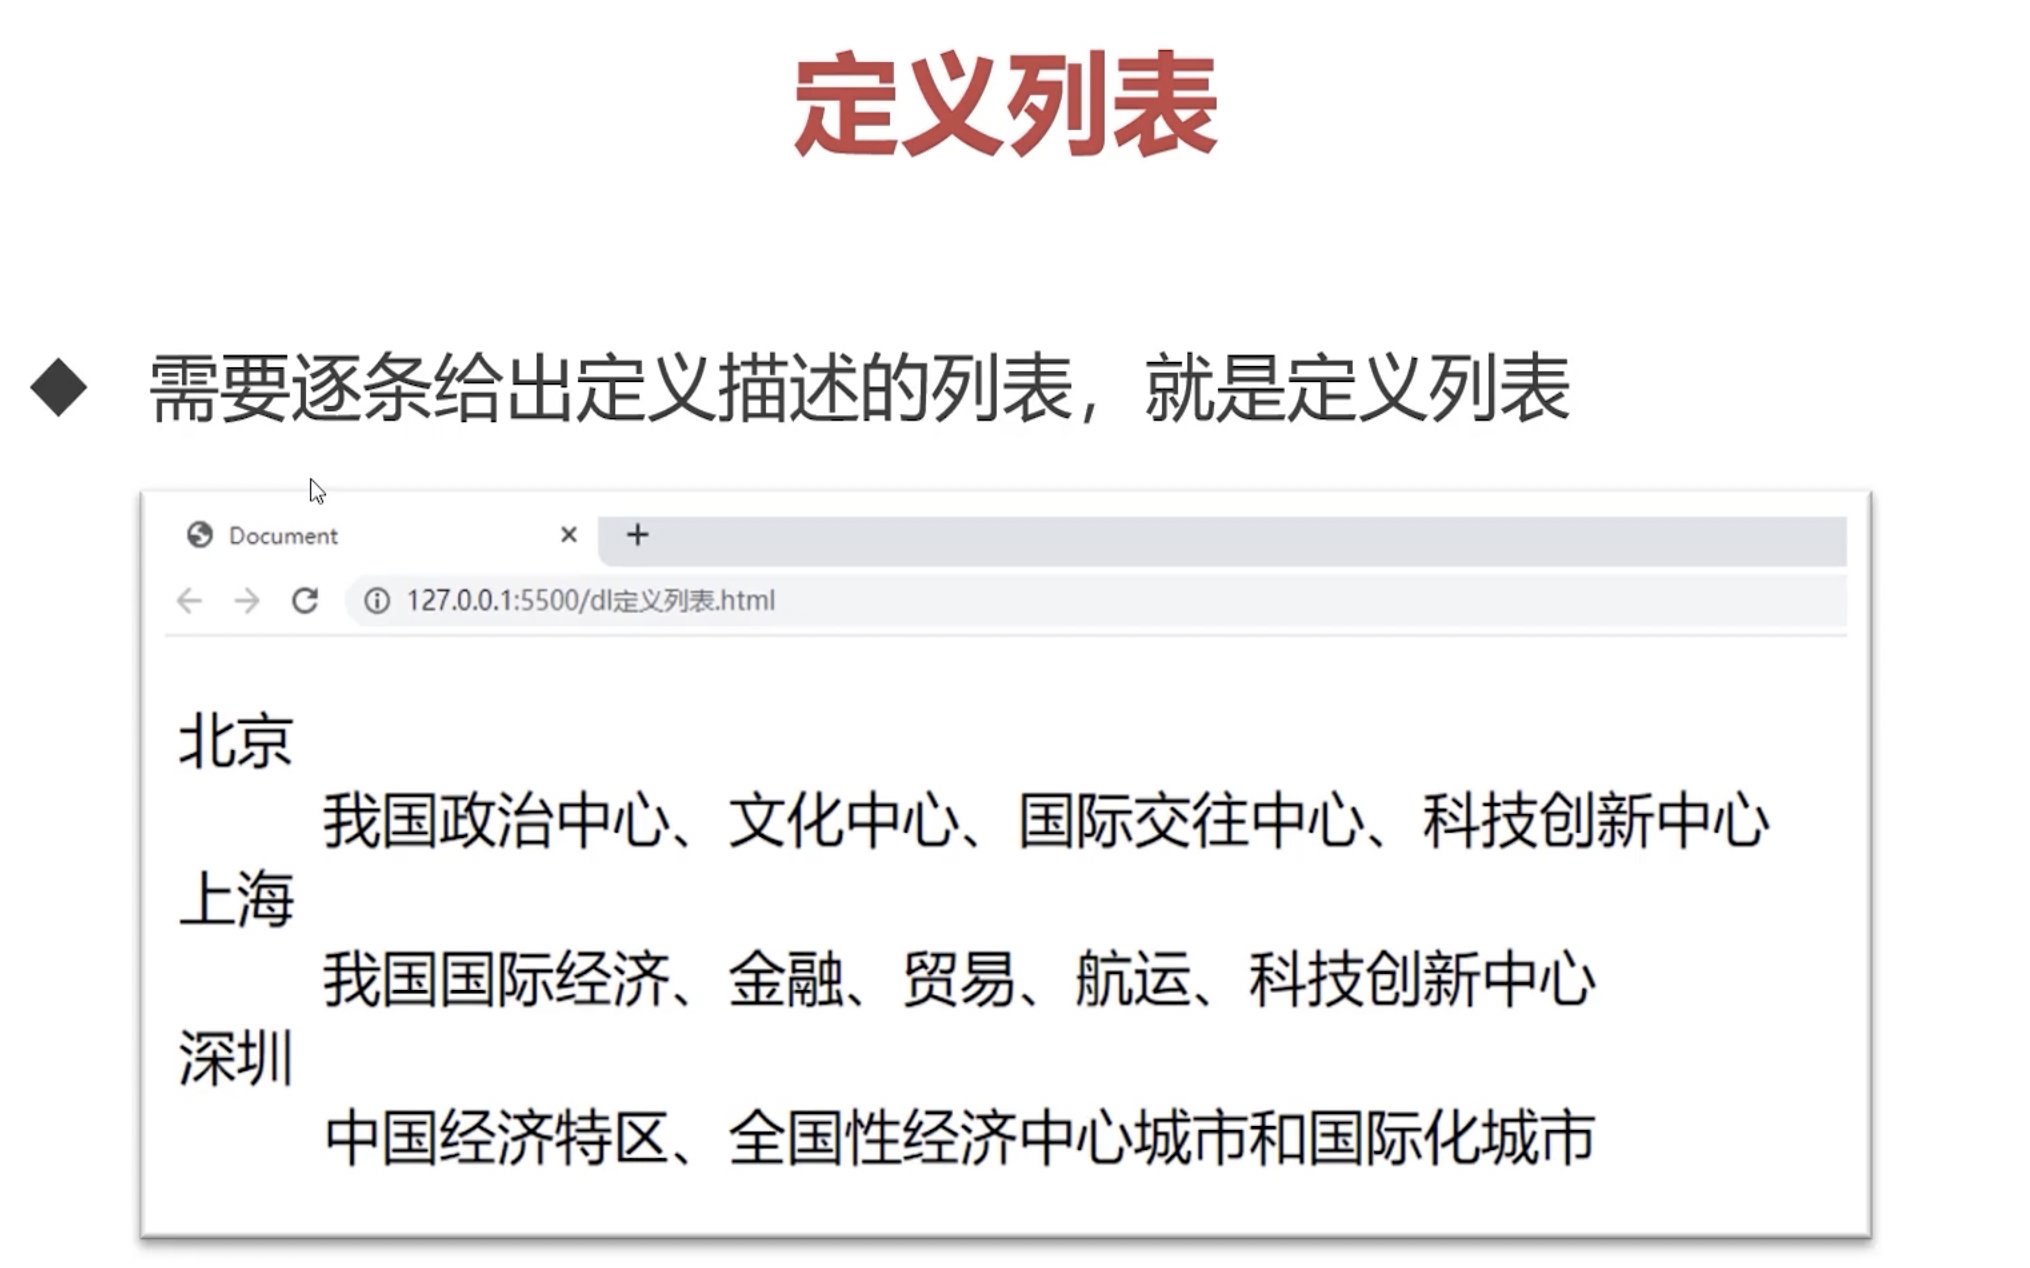 定义列表
需要逐条给出定义描述的列表，就是定义列表
Document
127.0.0.1:5500/dl定义列表.html
北京
我国政治中心、文化中心、国际交往中心、科技创新中心
上海
我国国际经济、金融、贸易、航运、科技创新中心
深圳
中国经济特区、全国性经济中心城市和国际化城市